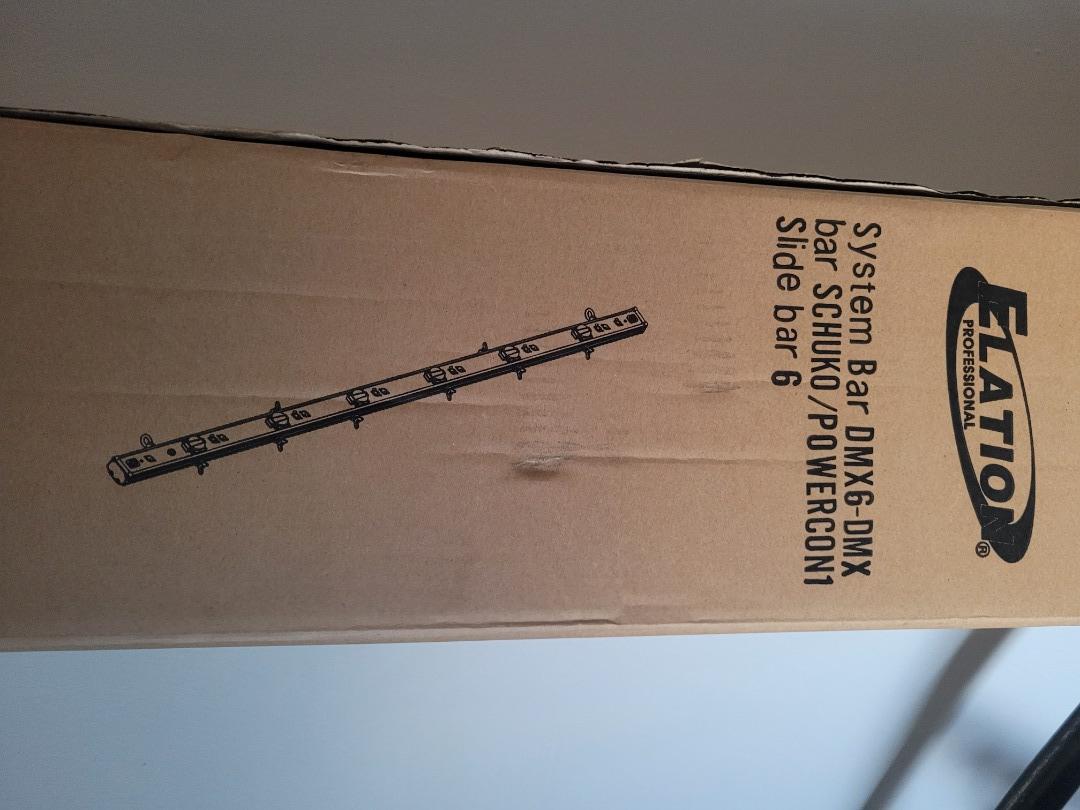 ELATION®
PROFESSIONAL
System Bar DMX6-DMX
bar SCHUKO /POWERCON1
Slide bar 6